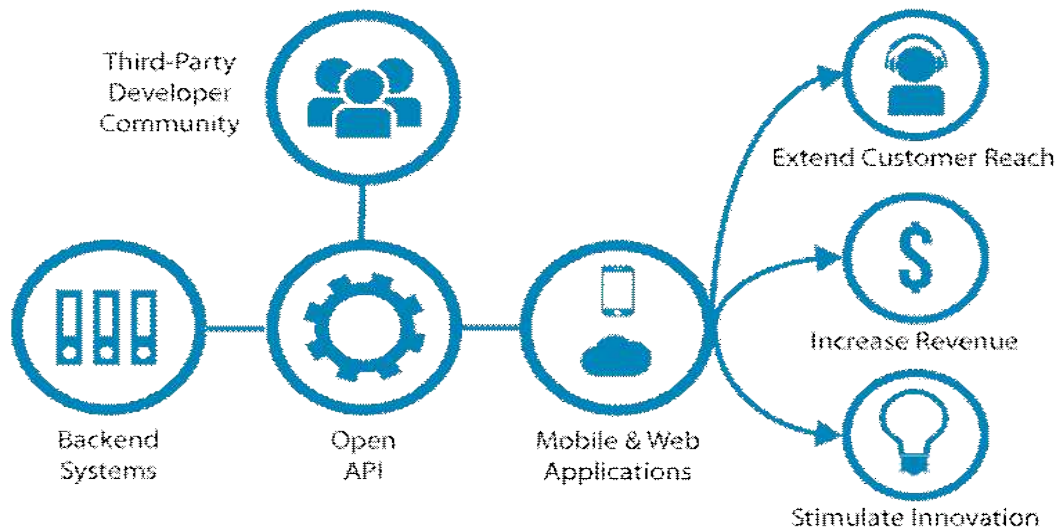 Third-Party
Developer
Community
Extend Customer Reach
Increase Revenue
Backend
Systems
Open
API
Mobile & Web
Applications
Stimulate Innovation